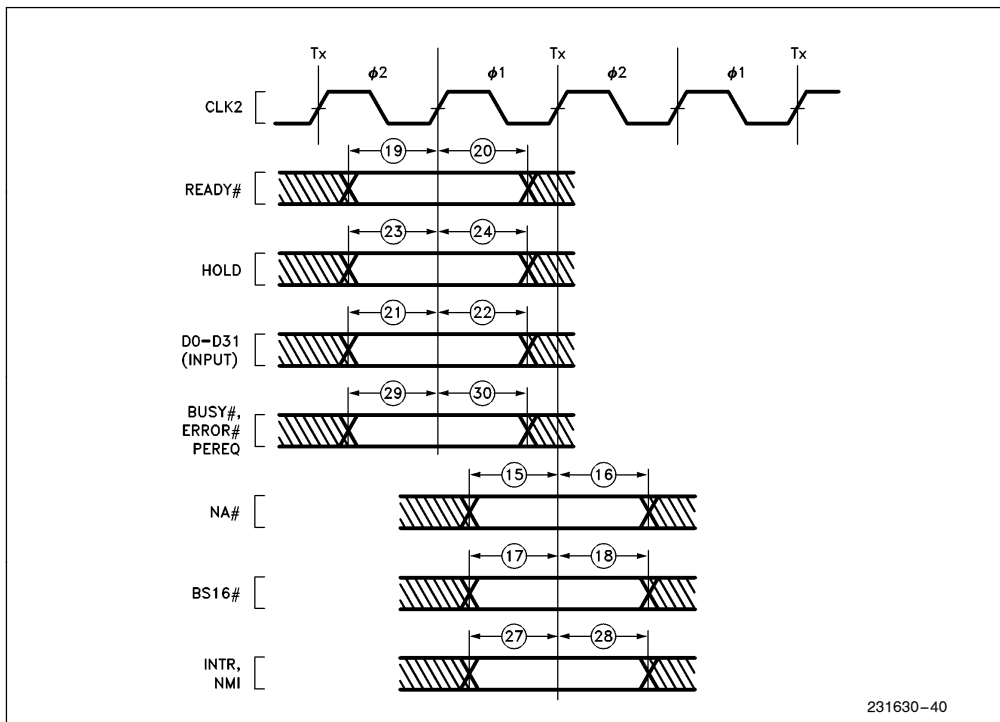 Tx Tx Tx
φ2 φ1 φ2 φ1
CLK2
19 20
READY#
23 24
HOLD
21 22
D0–D31
(INPUT)
29 30
BUSY#,
ERROR#
PEREQ
15 16
NA#
17 18
BS16#
27 28
INTR,
NMI
231630–40